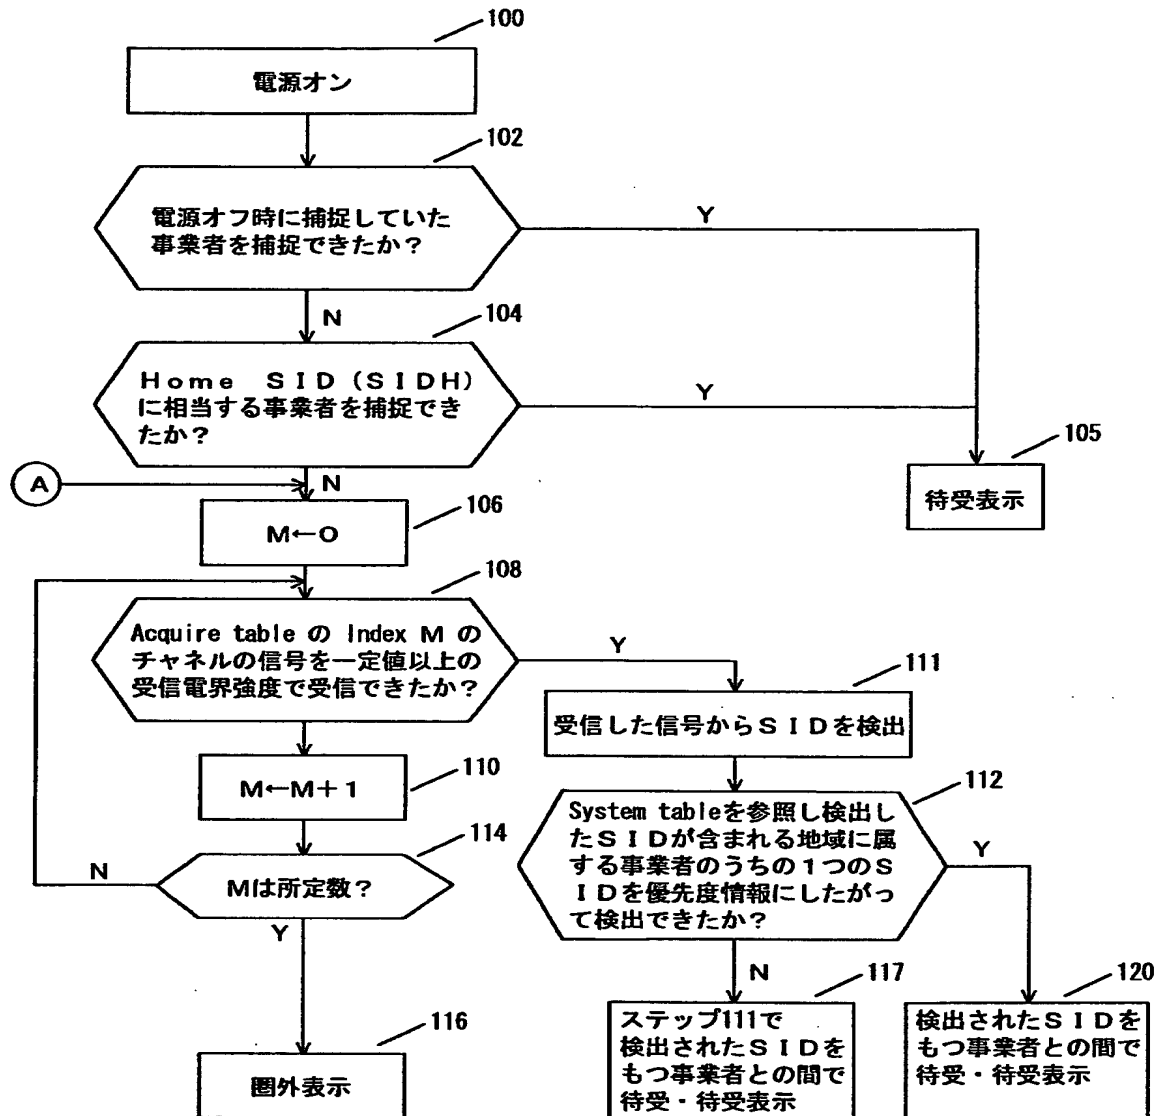 100
電源オン
102
電源オフ時に捕捉していた
事業者を捕捉できたか？
Y
N
104
Home SID（SIDH）
に相当する事業者を捕捉でき
たか？
Y
105
待受表示
A
N
106
M←0
108
Acquire table の Index M の
チャネルの信号を一定値以上の
受信電界強度で受信できたか？
Y
111
受信した信号からSIDを検出
110
M←M＋1
112
System tableを参照し検出し
たSIDが含まれる地域に属
する事業者のうちの1つのS
IDを優先度情報にしたがっ
て検出できたか？
Y
114
Mは所定数？
N
Y
N
117
ステップ111で
検出されたSIDを
もつ事業者との間で
待受・待受表示
120
検出されたSIDを
もつ事業者との間で
待受・待受表示
116
圏外表示